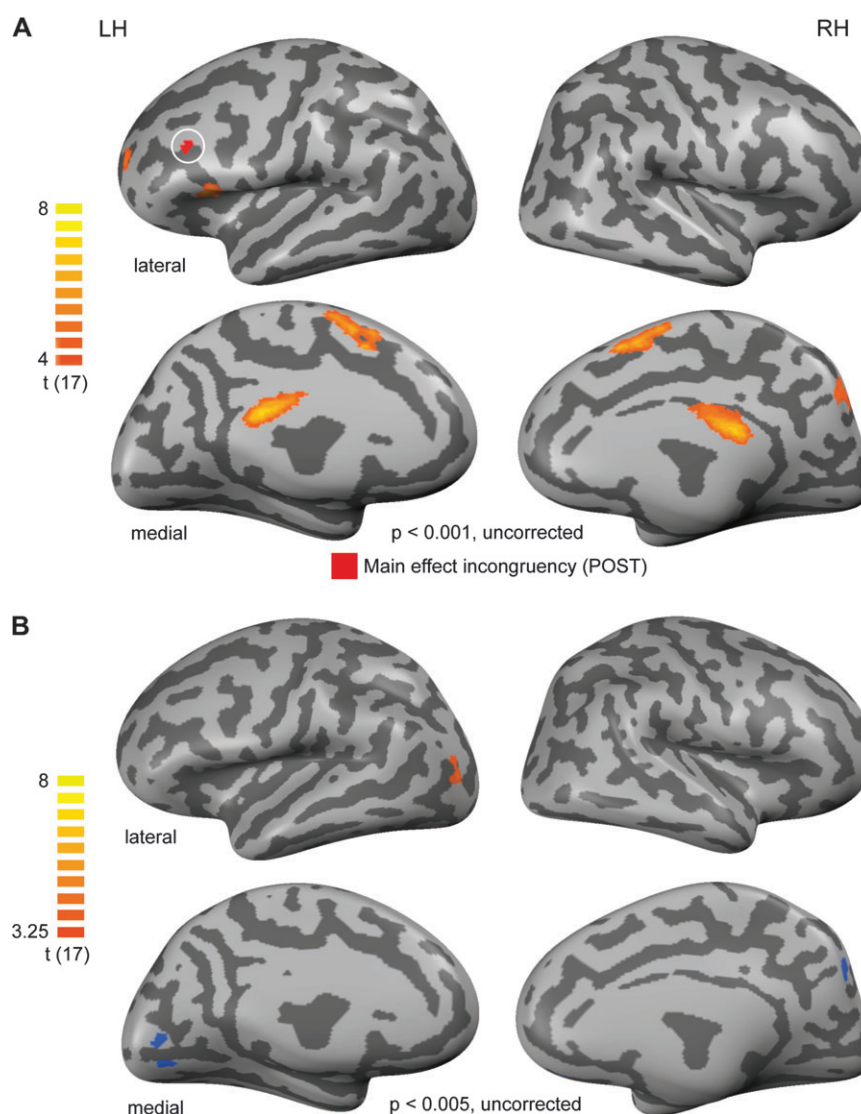 A
LH
RH
8
4
t (17)
lateral
medial
p < 0.001, uncorrected
Main effect incongruency (POST)
B
8
3.25
t (17)
lateral
medial
p < 0.005, uncorrected